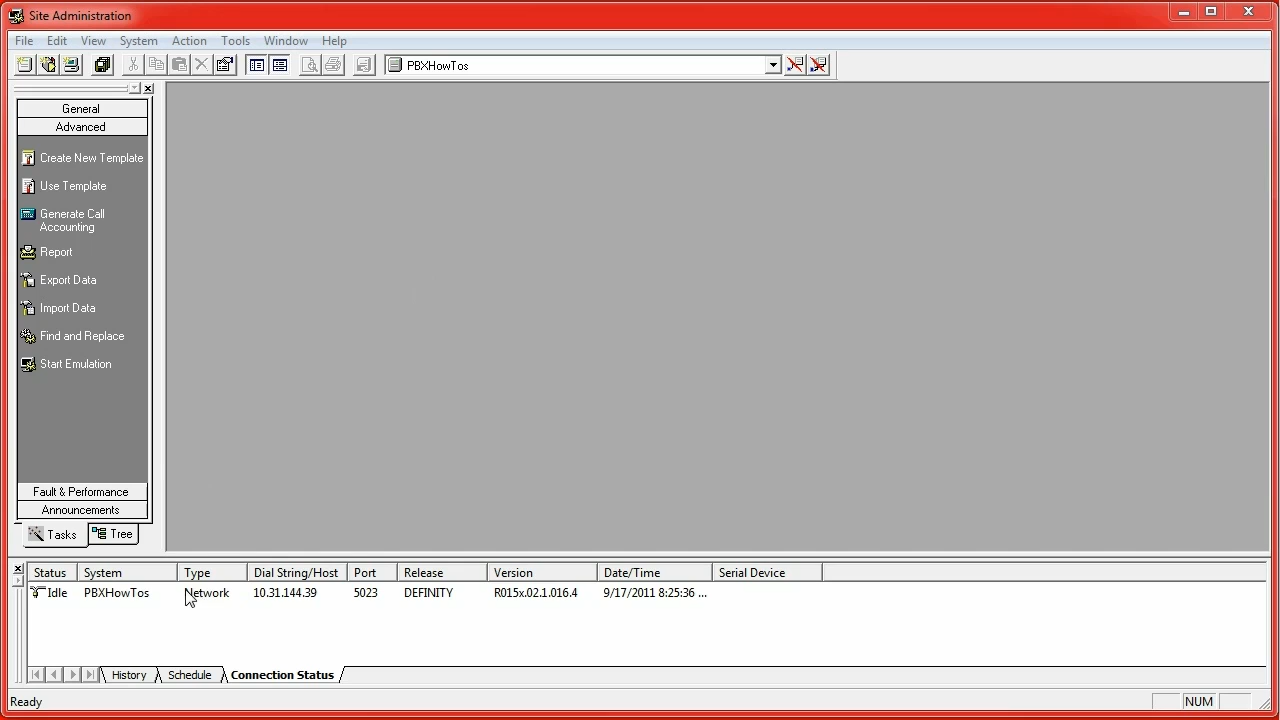 Site Administration
File Edit View System Action Tools Window Help
PBXHowTos
General
Advanced
Create New Template
Use Template
Generate Call
Accounting
Report
Export Data
Import Data
Find and Replace
Start Emulation
Fault & Performance
Announcements
Tasks Tree
Status System Type Dial String/Host Port Release Version Date/Time Serial Device
Idle PBXHowTos Network 10.31.144.39 5023 DEFINITY R015x.02.1.016.4 9/17/2011 8:25:36 ...
History Schedule Connection Status
Ready NUM